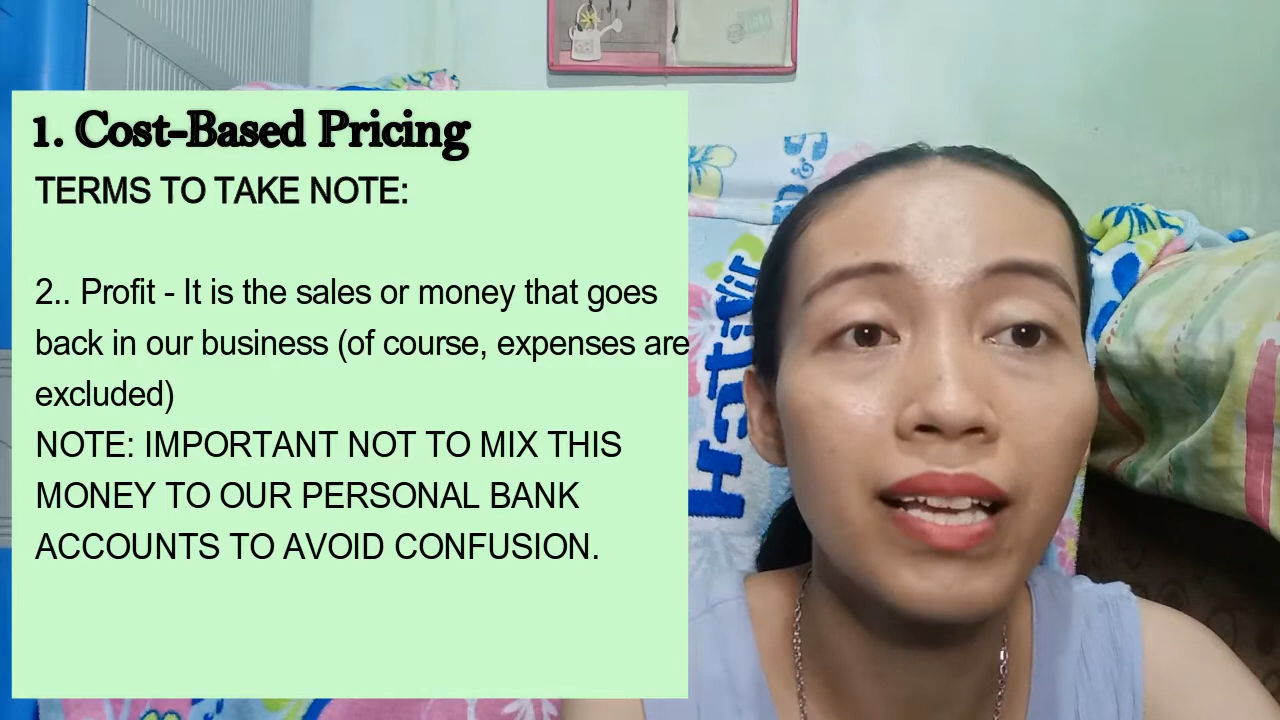 1. Cost-Based Pricing
TERMS TO TAKE NOTE:
2.. Profit - It is the sales or money that goes
back in our business (of course, expenses are
excluded)
NOTE: IMPORTANT NOT TO MIX THIS
MONEY TO OUR PERSONAL BANK
ACCOUNTS TO AVOID CONFUSION.